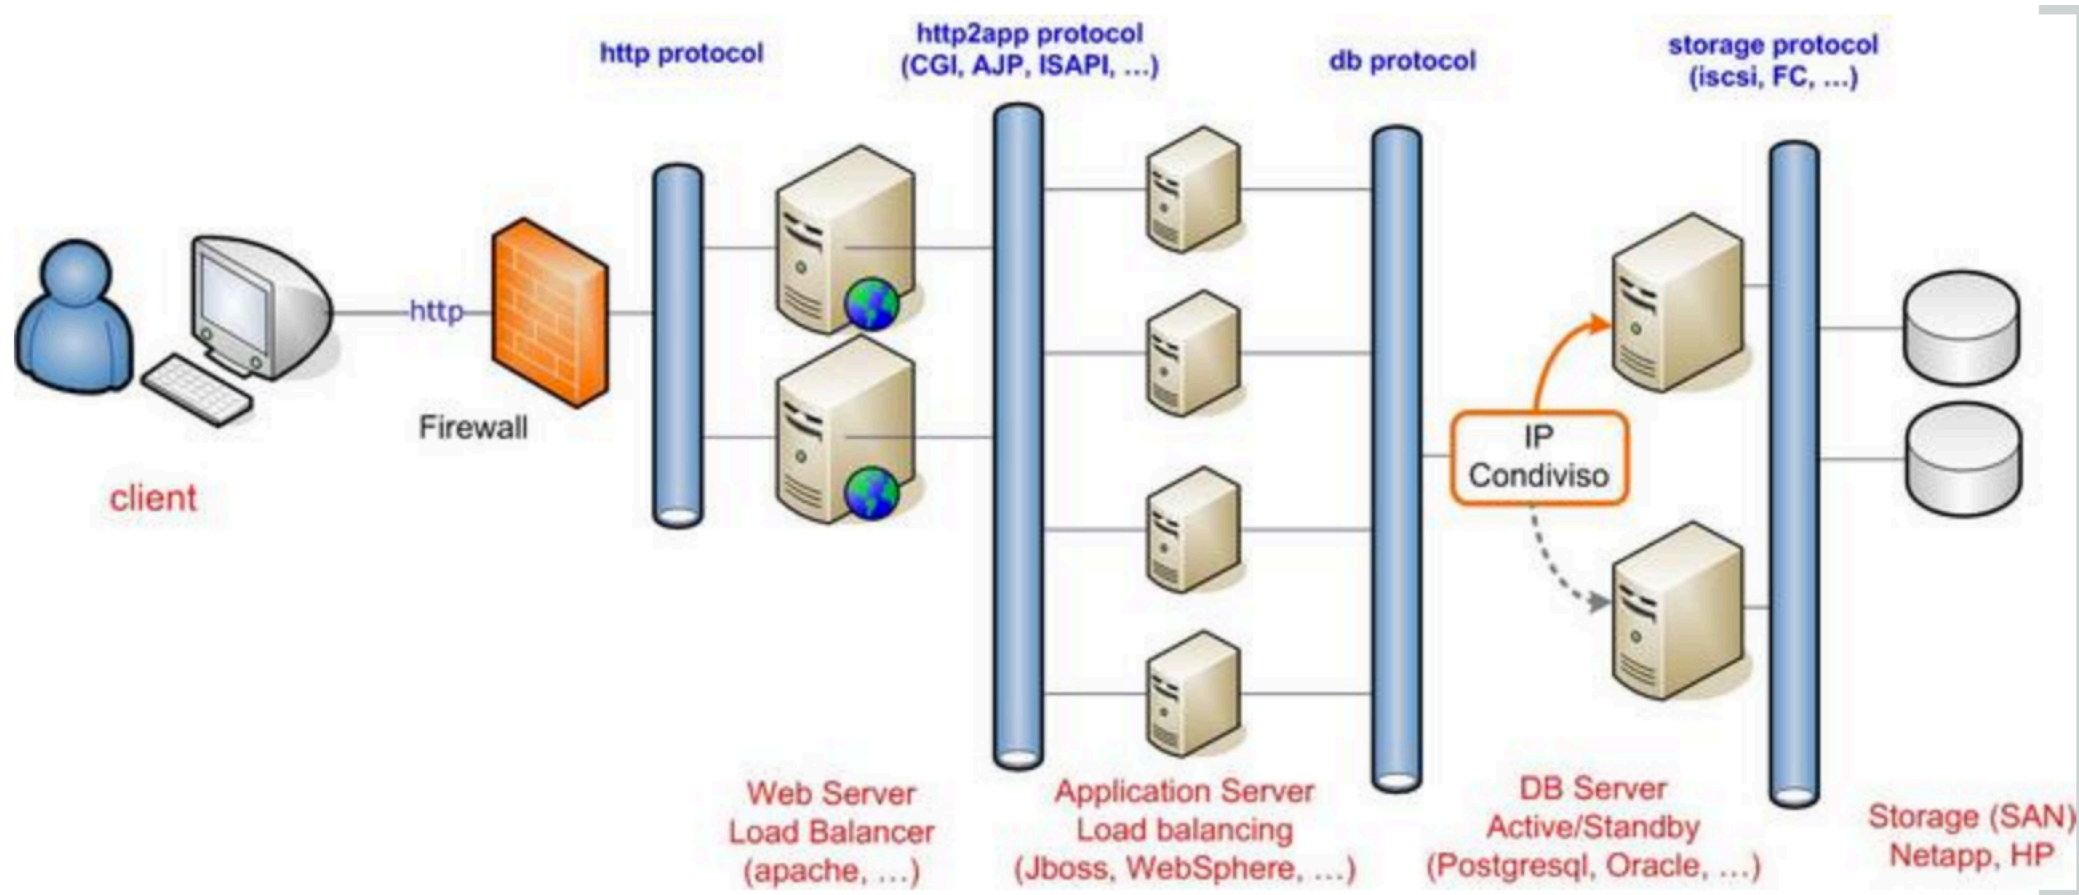 http protocol
http2app protocol
(CGI, AJP, ISAPI, ...)
db protocol
storage protocol
(iscsi, FC, ...)
http
Firewall
client
IP
Condiviso
Web Server
Load Balancer
(apache, ...)
Application Server
Load balancing
(Jboss, WebSphere, ...)
DB Server
Active/Standby
(Postgresql, Oracle, ...)
Storage (SAN)
Netapp, HP